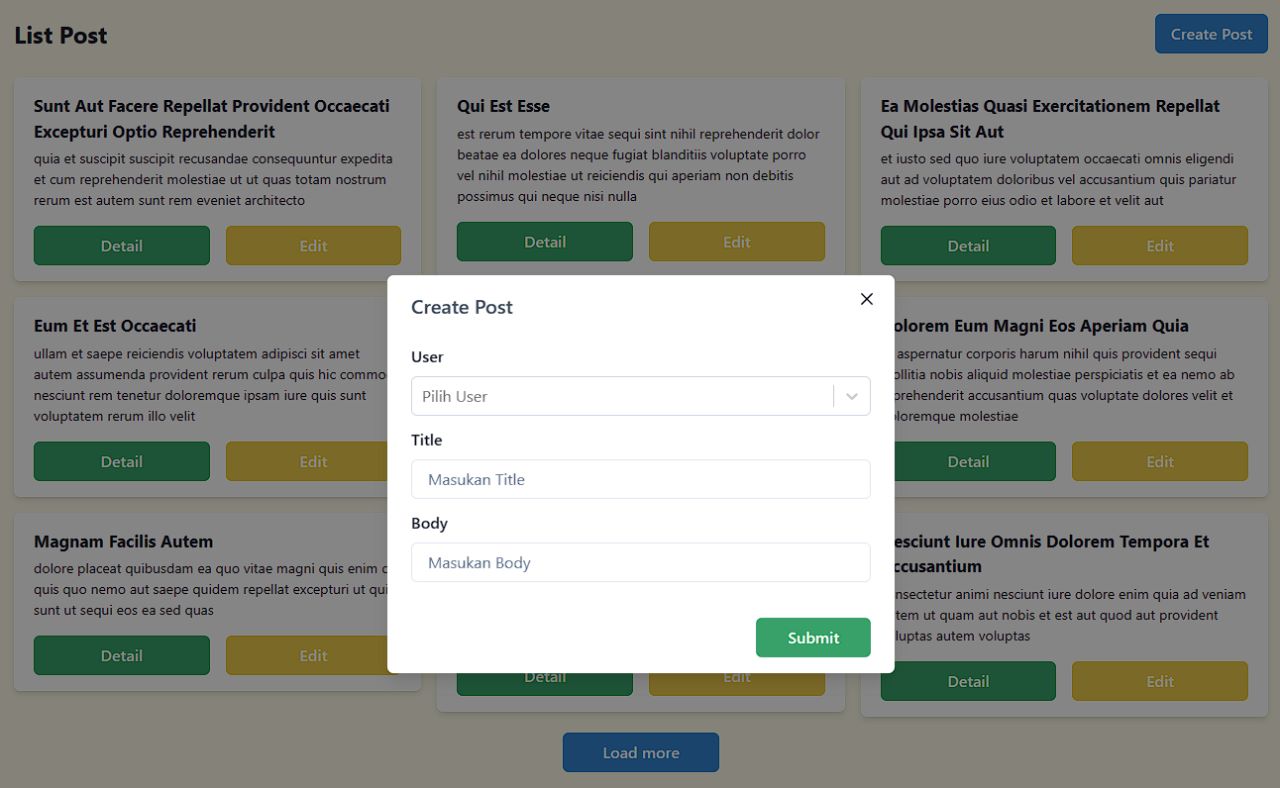 List Post
Create Post
Sunt Aut Facere Repellat Provident Occaecati
Excepturi Optio Reprehenderit
quia et suscipit suscipit recusandae consequuntur expedita
et cum reprehenderit molestiae ut ut quas totam nostrum
rerum est autem sunt rem eveniet architecto
Detail
Edit
Qui Est Esse
est rerum tempore vitae sequi sint nihil reprehenderit dolor
beatae ea dolores neque fugiat blanditiis voluptate porro
vel nihil molestiae ut reiciendis qui aperiam non debitis
possimus qui neque nisi nulla
Detail
Edit
Ea Molestias Quasi Exercitationem Repellat
Qui Ipsa Sit Aut
et iusto sed quo iure voluptatem occaecati omnis eligendi
aut ad voluptatem doloribus vel accusantium quis pariatur
molestiae porro eius odio et labore et velit aut
Detail
Edit
Eum Et Est Occaecati
ullam et saepe reiciendis voluptatem adipisci sit amet
autem assumenda provident rerum culpa quis hic
nesciunt rem tenetur doloremque ipsam iure quis sunt
voluptatem rerum illo velit
Detail
Edit
Create Post
User
Pilih User
Title
Masukan Title
Body
Masukan Body
Submit
Eum Magni Eos Aperiam Quia
aspernatur corporis harum nihil quis provident sequi
nobis aliquid molestiae perspiciatis et ea nemo ab
accusantium quas voluptate dolores velit et
molestiae
Detail
Edit
Magnam Facilis Autem
dolore placeat quibusdam ea quo vitae magni quis enim
quis quo nemo aut saepe quidem repellat excepturi ut qui
sunt ut sequi eos ea sed quas
Detail
Edit
Detail
Edit
Iure Omnis Dolorem Tempora Et
animi nesciunt iure dolore enim quia ad veniam
ut quam aut nobis et est aut quod aut provident
autem voluptas
Detail
Edit
Load more